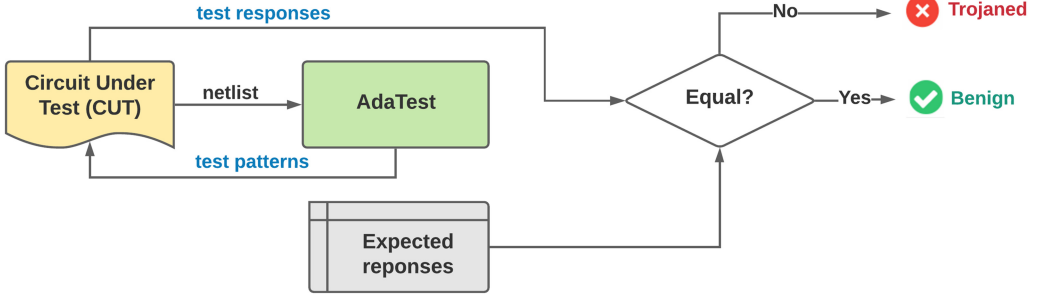 test responses
No
Trojaned
Circuit Under
Test (CUT)
netlist
AdaTest
Equal?
Yes
Benign
test patterns
Expected
reponses